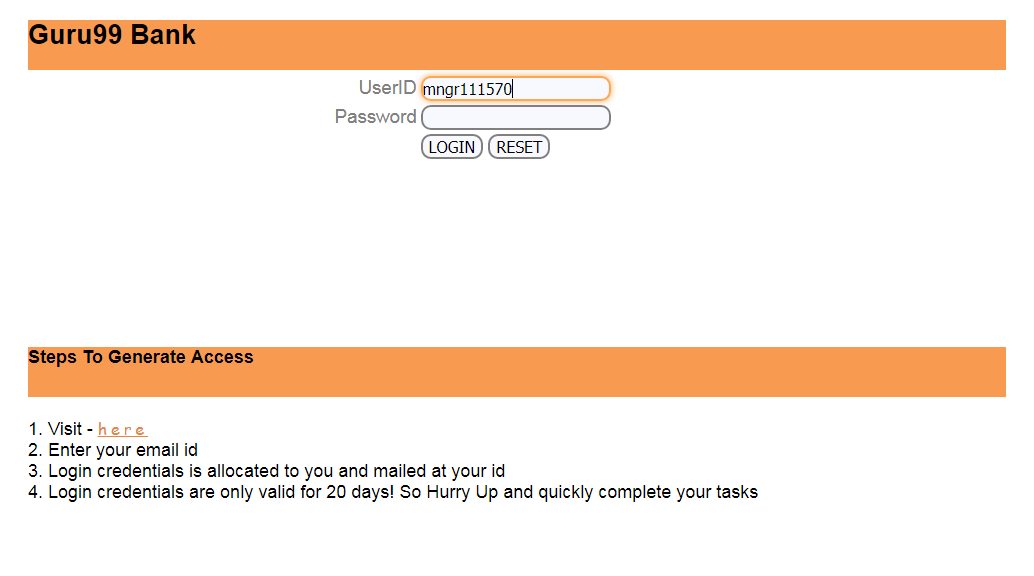 Guru99 Bank
UserID mngr111570
Password
LOGIN RESET
Steps To Generate Access
1. Visit - here
2. Enter your email id
3. Login credentials is allocated to you and mailed at your id
4. Login credentials are only valid for 20 days! So Hurry Up and quickly complete your tasks